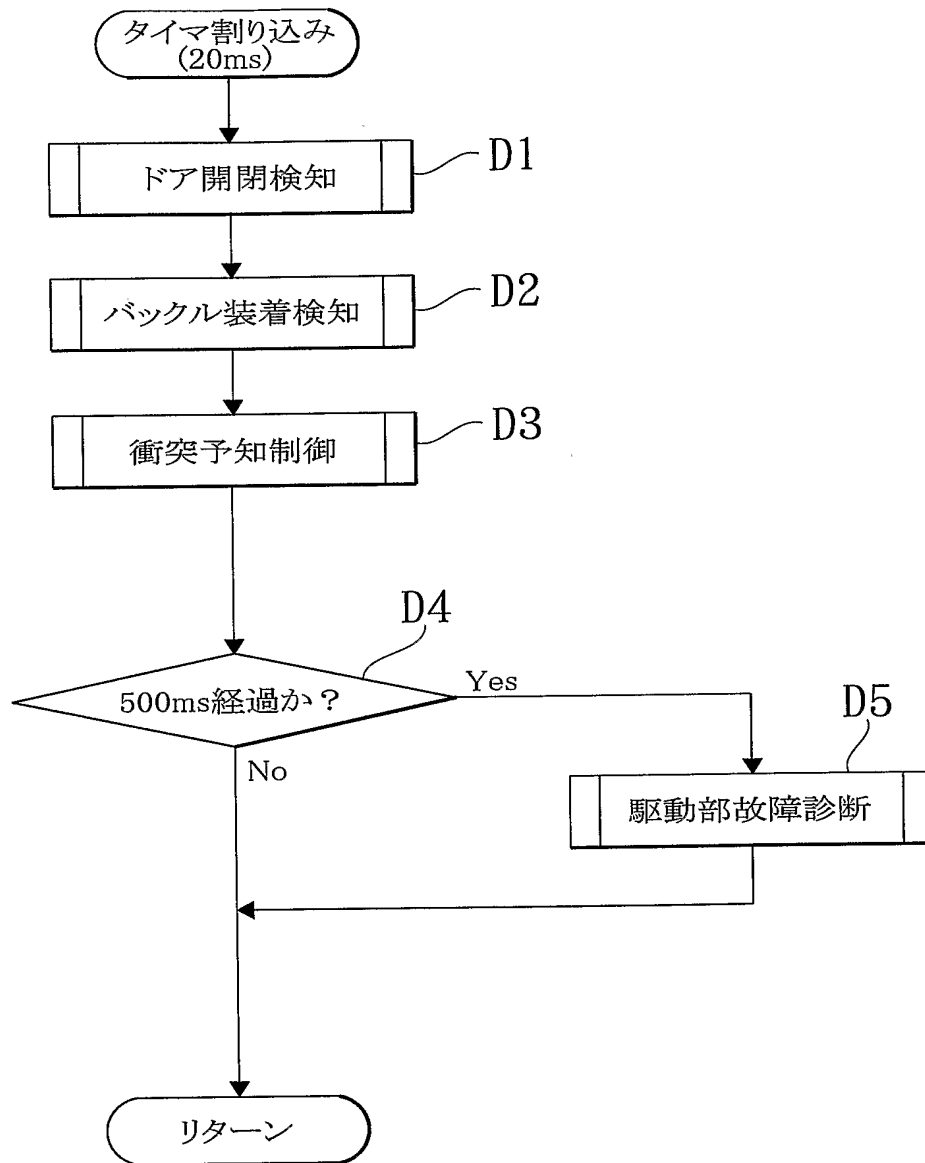 タイマ割り込み
(20ms)
ドア開閉検知
D1
バックル装着検知
D2
衝突予知制御
D3
D4
500ms経過か？
Yes
No
D5
駆動部故障診断
リターン